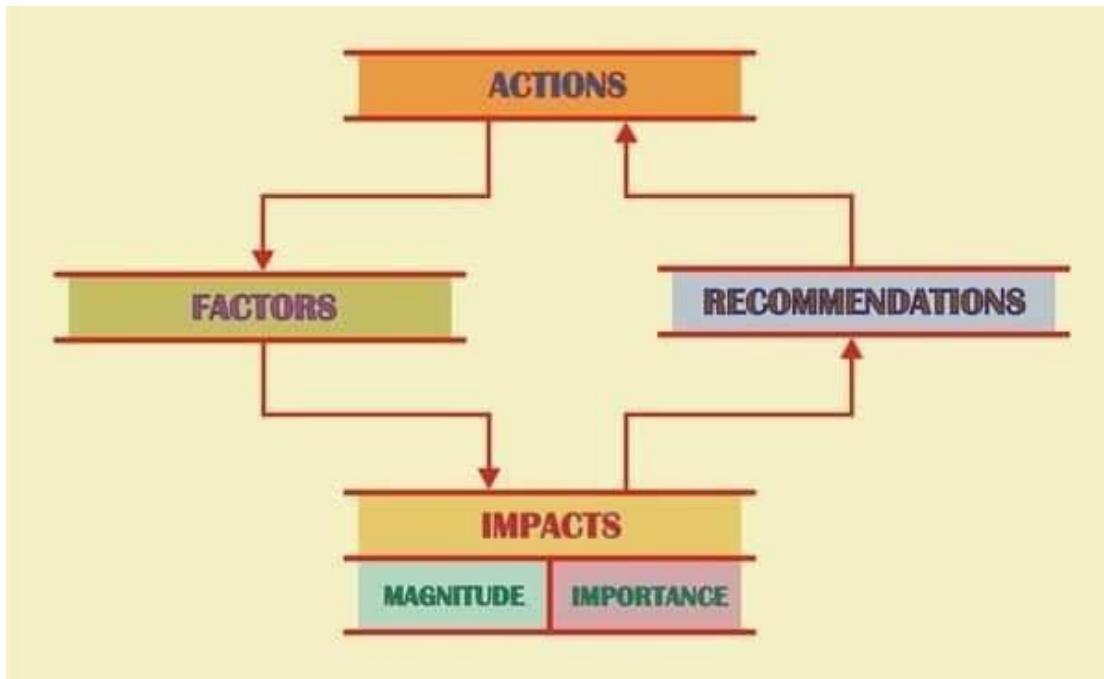 ACTIONS
FACTORS
RECOMMENDATIONS
IMPACTS
MAGNITUDE
IMPORTANCE